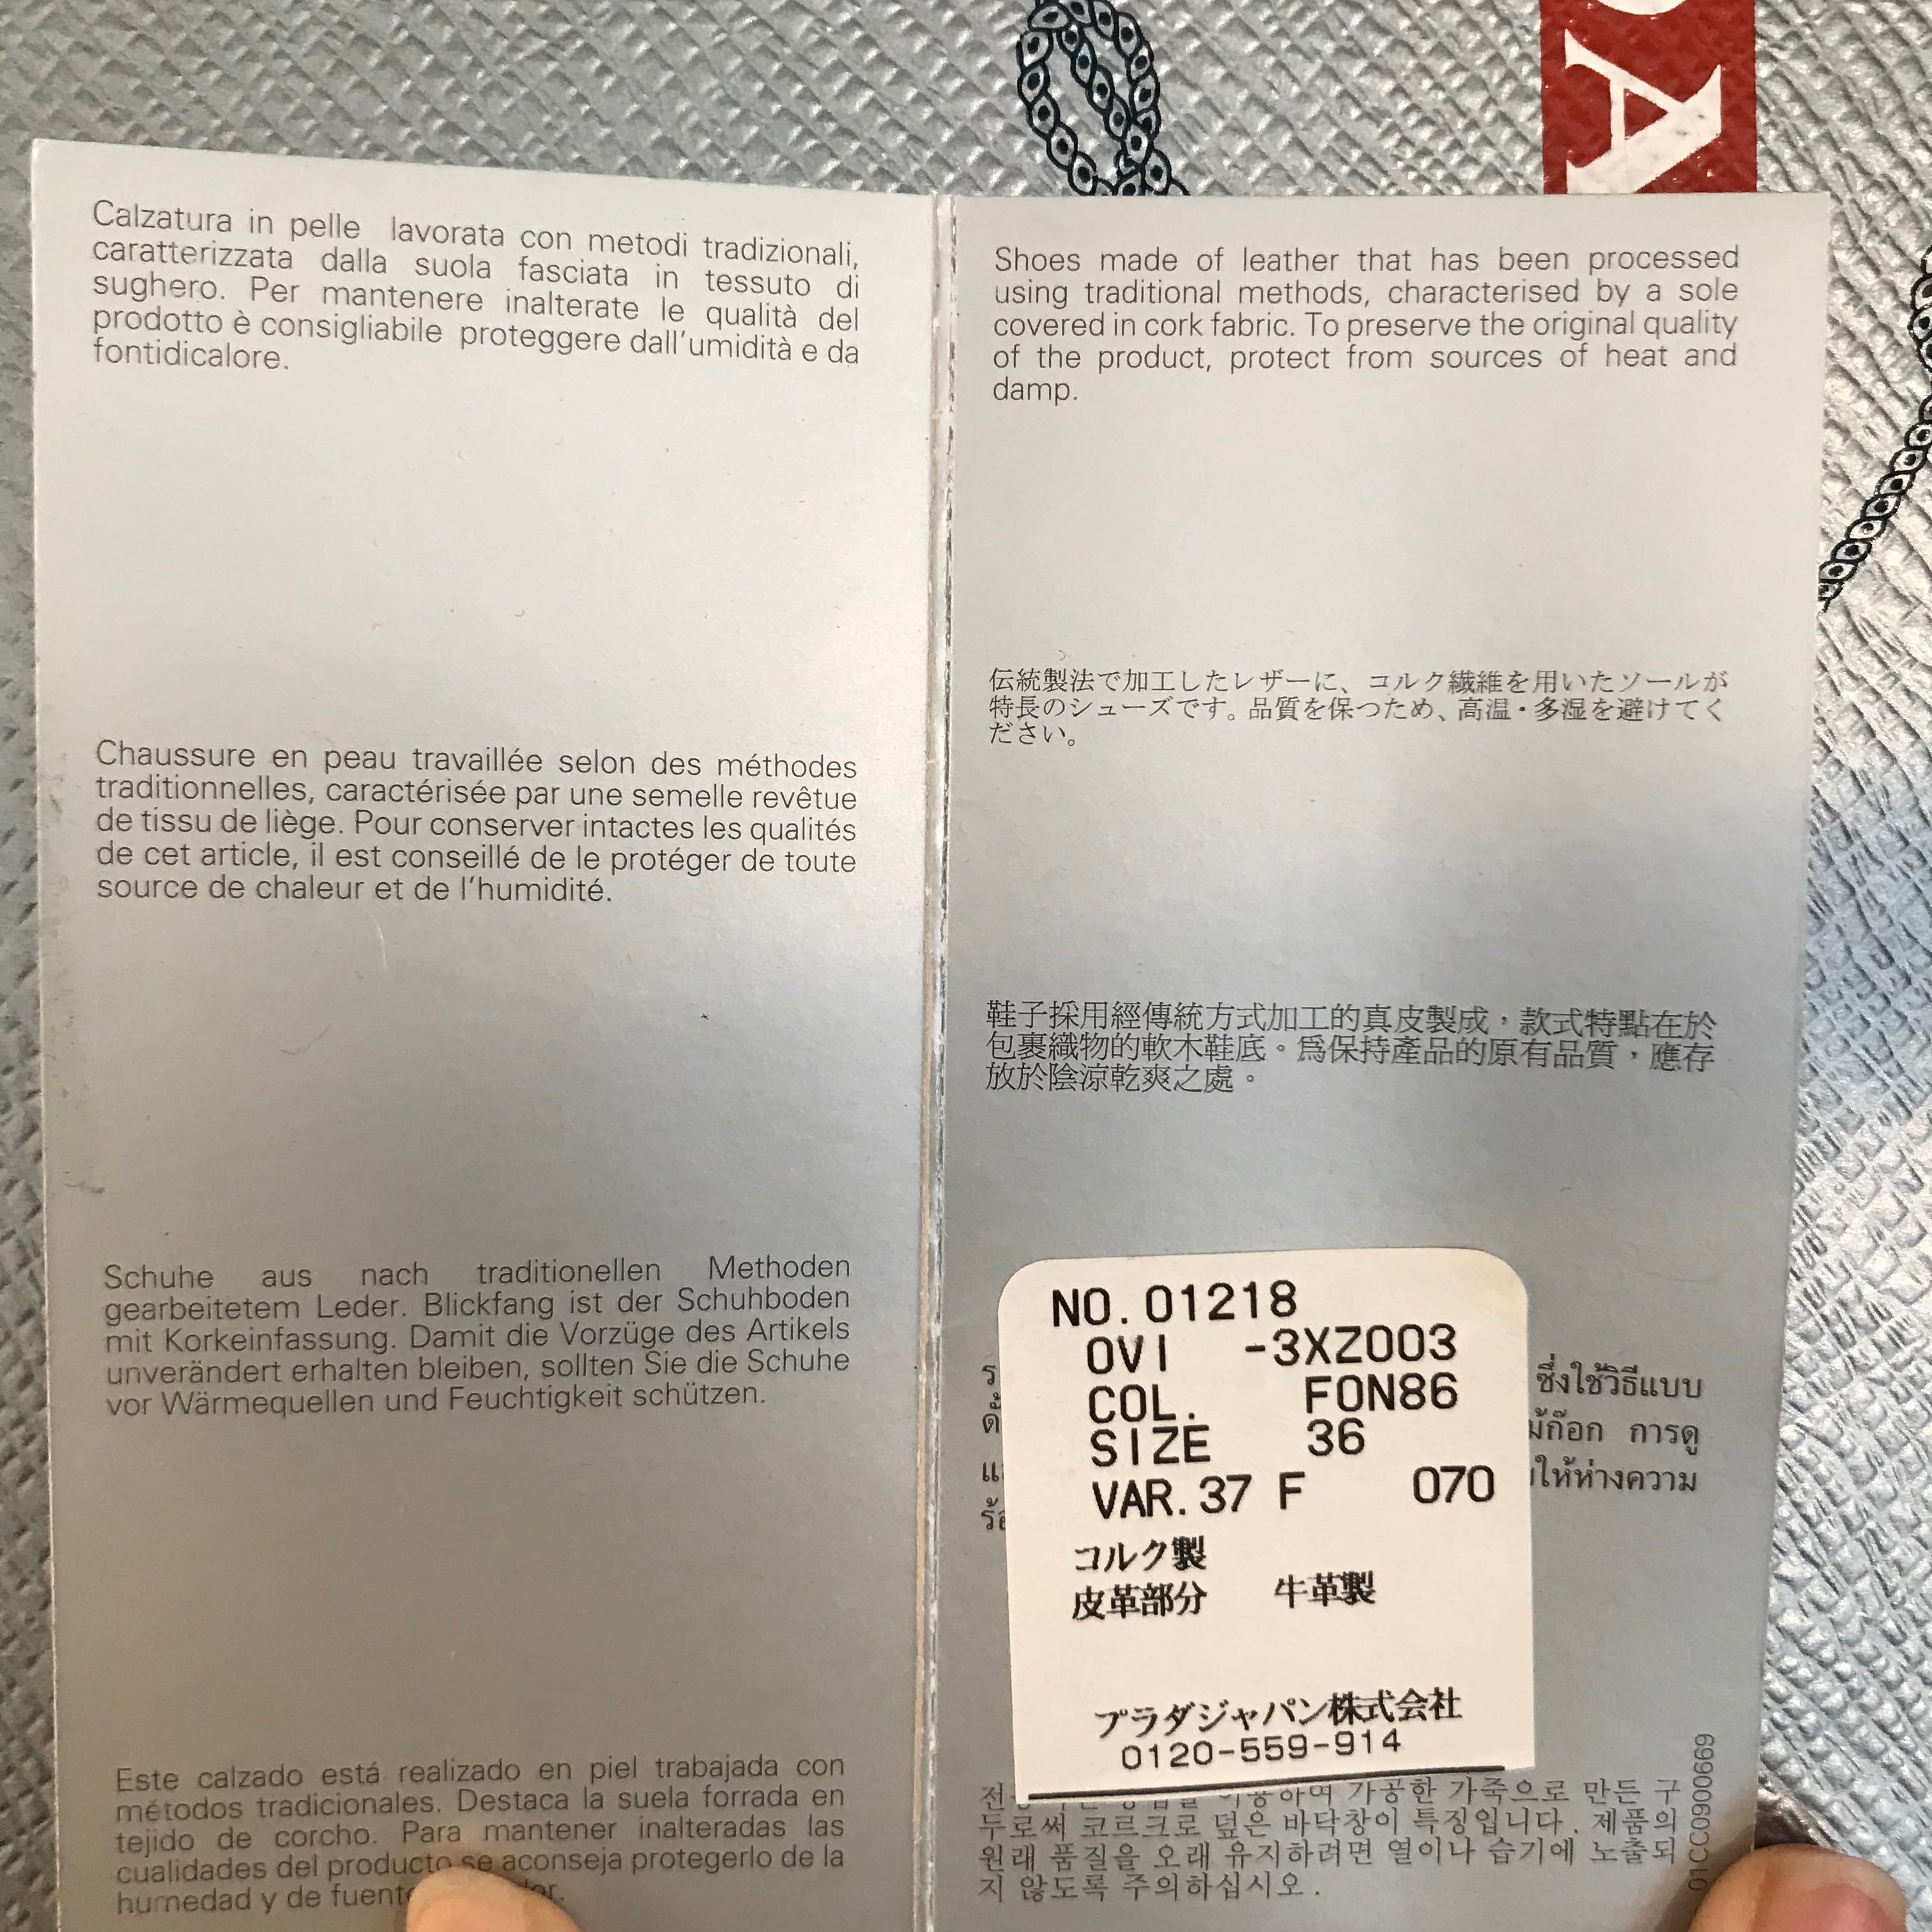 PA
Calzatura in pelle lavorata con metodi tradizionali,
caratterizzata dalla suola fasciata in tessuto di
sughero. Per mantenere inalterate le qualità del
prodotto è consigliabile proteggere dall'umidità e da
fontidicalore.
Chaussure en peau travaillée selon des méthodes
traditionnelles, caractérisée par une semelle revêtue
de tissu de liège. Pour conserver intactes les qualités
de cet article, il est conseillé de le protéger de toute
source de chaleur et de l'humidité.
Schuhe aus nach traditionellen Methoden
gearbeitetem Leder. Blickfang ist der Schuhboden
mit Korkeinfassung. Damit die Vorzüge des Artikels
unverändert erhalten bleiben, sollten Sie die Schuhe
vor Wärmequellen und Feuchtigkeit schützen.
Este calzado está realizado en piel trabajada con
métodos tradicionales. Destaca la suela forrada en
tejido de corcho. Para mantener inalteradas las
cualidades del producto se aconseja protegerlo de la
humedad y de
Shoes made of leather that has been processed
using traditional methods, characterised by a sole
covered in cork fabric. To preserve the original quality
of the product, protect from sources of heat and
damp.
伝統製法で加工したレザーに、コルク繊維を用いたソールが
特長のシューズです。品質を保つため、高温・多湿を避けてく
ださい。
鞋子採用經傳統方式加工的真皮製成，款式特點在於
包裹織物的軟木鞋底。爲保持產品的原有品質，應存
放於陰涼乾爽之處。
ซึ่งใช้วิธีแบบ
การดู
ให้ห่างความ
NO.01218
OVI -3XZ003
COL. F0N86
SIZE 36
VAR.37 F 070
コルク製
皮革部分 牛革製
プラダジャパン株式会社
0120-559-914
가공한 가죽으로 만든 구
두로써 코르크로 덮은 바닥창이 특징입니다. 제품의
원래 품질을 오래 유지하려면 열이나 습기에 노출되
지 않도록 주의하십시오.
01CC0900669